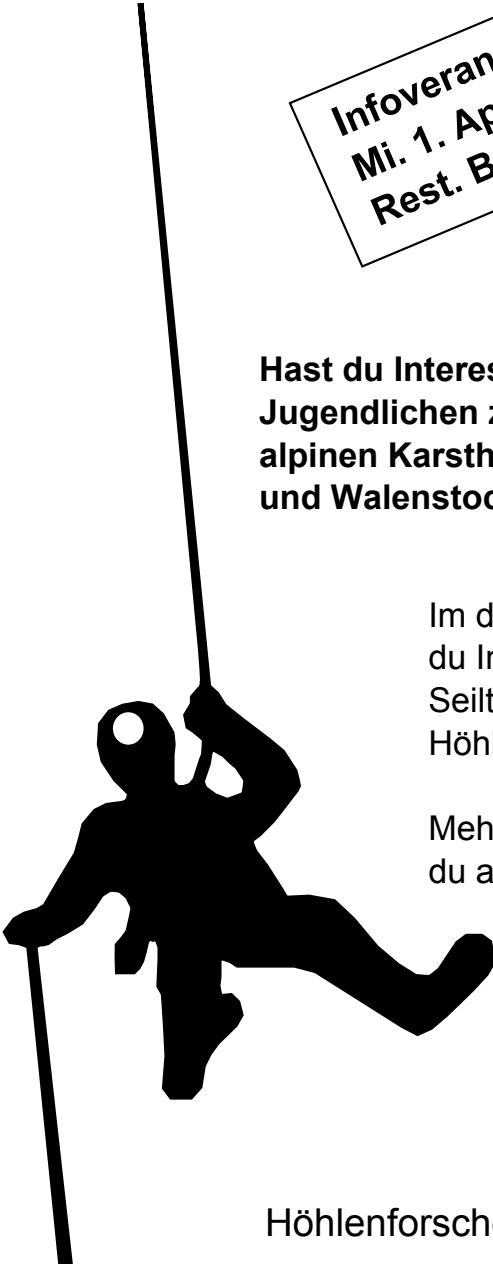 Infoveran
Mi. 1. Ap
Rest. B
Hast du Interes
Jugendlichen z
alpinen Karsth
und Walenstoc
Im d
du In
Seilt
Höhl
Meh
du a
Höhlenforsche